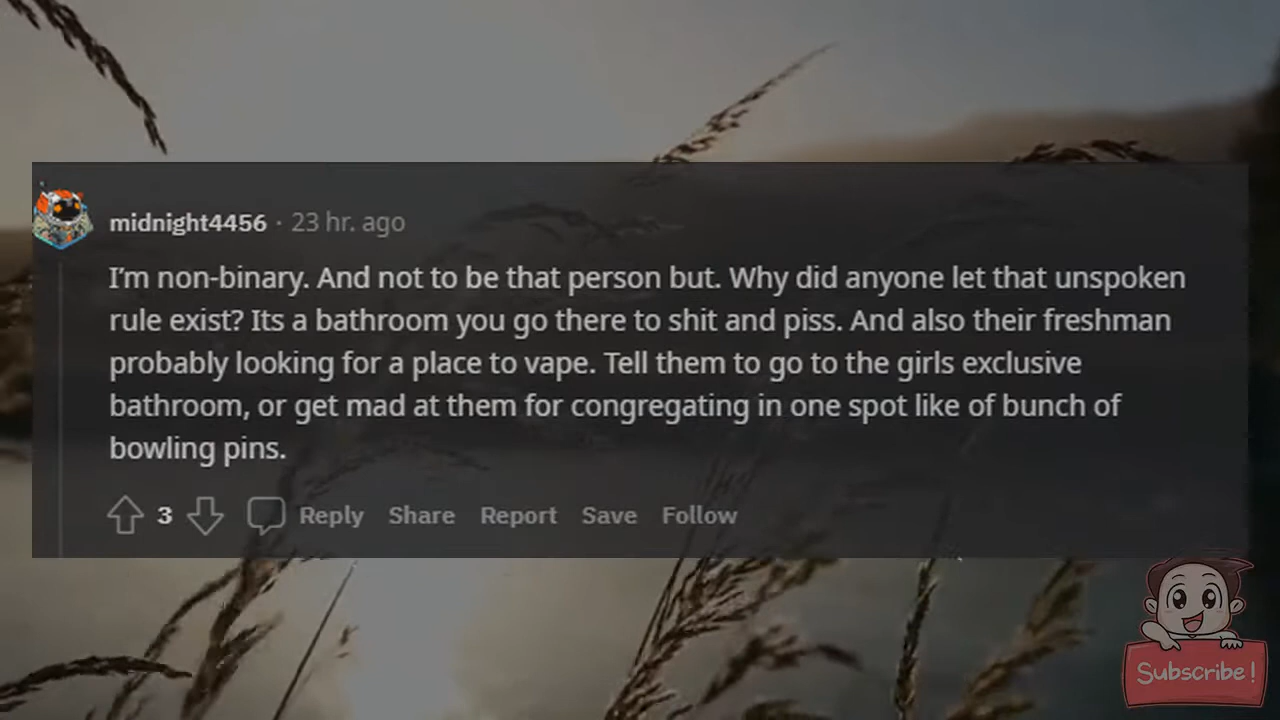 midnight4456 · 23 hr. ago
I'm non-binary. And not to be that person but. Why did anyone let that unspoken
rule exist? Its a bathroom you go there to shit and piss. And also their freshman
probably looking for a place to vape. Tell them to go to the girls exclusive
bathroom, or get mad at them for congregating in one spot like of bunch of
bowling pins.
3 Reply Share Report Save Follow
Subscribe!